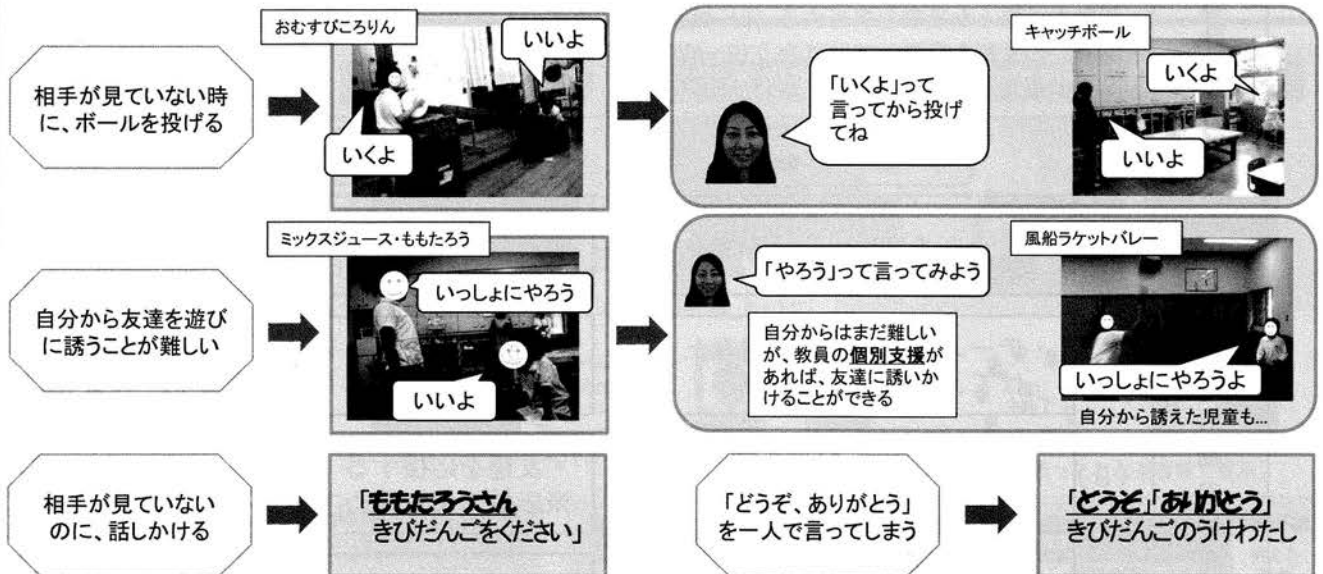 おむすびころりん
相手が見ていない時
に、ボールを投げる
いいよ
いくよ
「いくよ」って
言ってから投げ
てね
キャッチボール
いくよ
いいよ
自分から友達を遊び
に誘うことが難しい
ミックスジュース・ももたろう
いっしょにやろう
いいよ
「やろう」って言ってみよう
自分からはまだ難しい
が、教員の個別支援が
あれば、友達に誘いか
けることができる
風船ラケットバレー
いっしょにやろうよ
自分から誘えた児童も...
相手が見ていない
のに、話しかける
「ももたろうさん
きびだんごをください」
「どうぞ、ありがとう」
を一人で言ってしまう
「どうぞ」「ありがとう」
きびだんごのうけわたし